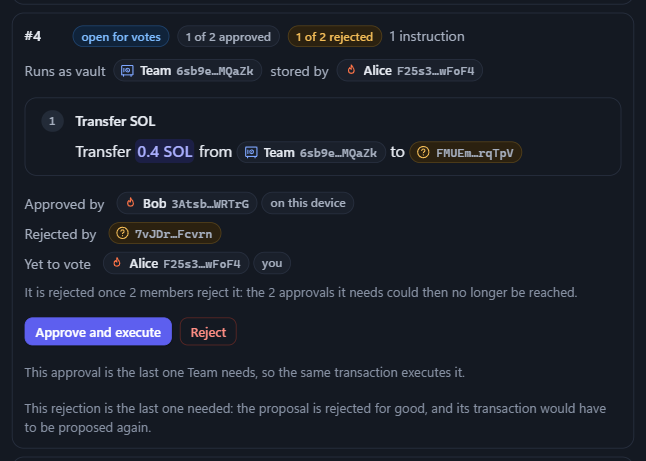 #4 open for votes 1 of 2 approved 1 of 2 rejected 1 instruction
Runs as vault Team 6sb9e…MQaZk stored by Alice F25s3…wFoF4
1 Transfer SOL
Transfer 0.4 SOL from Team 6sb9e…MQaZk to FMUEm…rqTpV
Approved by Bob 3Atsb…WRTrG on this device
Rejected by 7vJDr…Fcvrn
Yet to vote Alice F25s3…wFoF4 you
It is rejected once 2 members reject it: the 2 approvals it needs could then no longer be reached.
Approve and execute Reject
This approval is the last one Team needs, so the same transaction executes it.
This rejection is the last one needed: the proposal is rejected for good, and its transaction would have
to be proposed again.